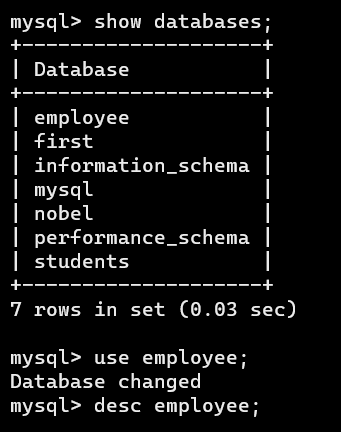 mysql> show databases;
+--------------------+
| Database           |
+--------------------+
| employee           |
| first              |
| information_schema |
| mysql              |
| nobel              |
| performance_schema |
| students           |
+--------------------+
7 rows in set (0.03 sec)

mysql> use employee;
Database changed
mysql> desc employee;